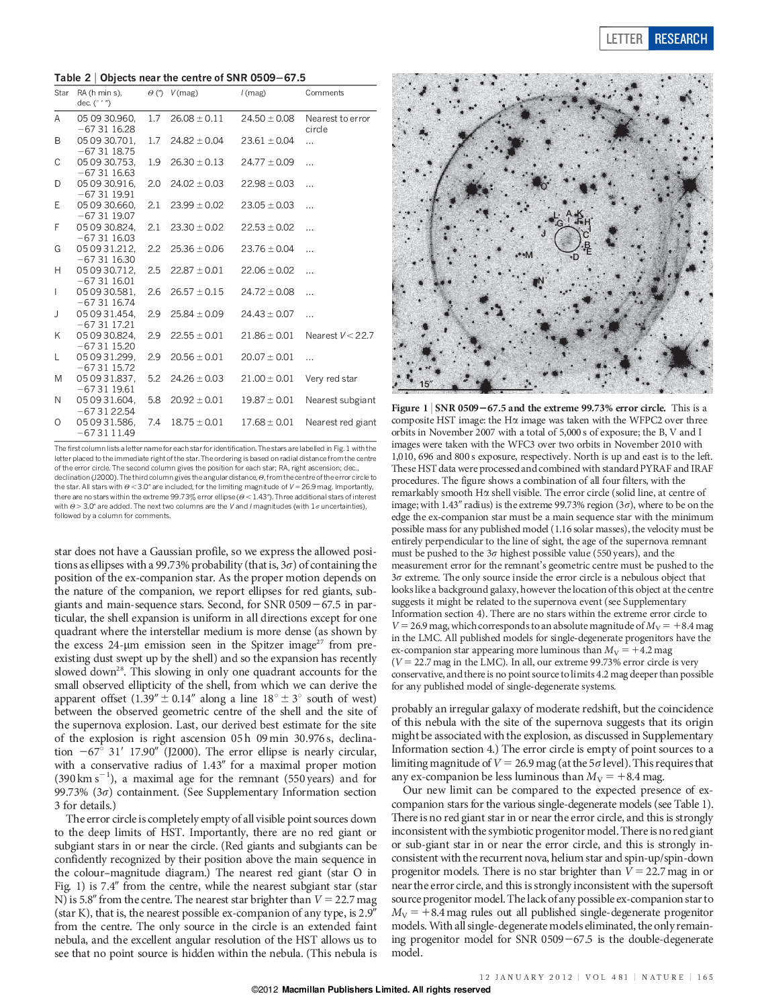 LETTER RESEARCH
Table 2 | Objects near the centre of SNR 0509−67.5
Star RA (h min s), Θ (″) V (mag) I (mag) Comments
dec. (° ′ ″)
A 05 09 30.960, 1.7 26.08 ± 0.11 24.50 ± 0.08 Nearest to error
−67 31 16.28 circle
B 05 09 30.701, 1.7 24.82 ± 0.04 23.61 ± 0.04 ...
−67 31 18.75
C 05 09 30.753, 1.9 26.30 ± 0.13 24.77 ± 0.09 ...
−67 31 16.63
D 05 09 30.916, 2.0 24.02 ± 0.03 22.98 ± 0.03 ...
−67 31 19.91
E 05 09 30.660, 2.1 23.99 ± 0.02 23.05 ± 0.03 ...
−67 31 19.07
F 05 09 30.824, 2.1 23.30 ± 0.02 22.53 ± 0.02 ...
−67 31 16.03
G 05 09 31.212, 2.2 25.36 ± 0.06 23.76 ± 0.04 ...
−67 31 16.30
H 05 09 30.712, 2.5 22.87 ± 0.01 22.06 ± 0.02 ...
−67 31 16.01
I 05 09 30.581, 2.6 26.57 ± 0.15 24.72 ± 0.08 ...
−67 31 16.74
J 05 09 31.454, 2.9 25.84 ± 0.09 24.43 ± 0.07 ...
−67 31 17.21
K 05 09 30.824, 2.9 22.55 ± 0.01 21.86 ± 0.01 Nearest V < 22.7
−67 31 15.20
L 05 09 31.299, 2.9 20.56 ± 0.01 20.07 ± 0.01 ...
−67 31 15.72
M 05 09 31.837, 5.2 24.26 ± 0.03 21.00 ± 0.01 Very red star
−67 31 19.61
N 05 09 31.604, 5.8 20.92 ± 0.01 19.87 ± 0.01 Nearest subgiant
−67 31 22.54
O 05 09 31.586, 7.4 18.75 ± 0.01 17.68 ± 0.01 Nearest red giant
−67 31 11.49
The first column lists a letter name for each star for identification. The stars are labelled in Fig. 1 with the
letter placed to the immediate right of the star. The ordering is based on radial distance from the centre
of the error circle. The second column gives the position for each star; RA, right ascension; dec.,
declination (J2000). The third column gives the angular distance, Θ, from the centre of the error circle to
the star. All stars with Θ < 3.0″ are included, for the limiting magnitude of V = 26.9 mag. Importantly,
there are no stars within the extreme 99.73% error ellipse (Θ < 1.43″). Three additional stars of interest
with Θ > 3.0″ are added. The next two columns are the V and I magnitudes (with 1σ uncertainties),
followed by a column for comments.
star does not have a Gaussian profile, so we express the allowed posi-
tions as ellipses with a 99.73% probability (that is, 3σ) of containing the
position of the ex-companion star. As the proper motion depends on
the nature of the companion, we report ellipses for red giants, sub-
giants and main-sequence stars. Second, for SNR 0509−67.5 in par-
ticular, the shell expansion is uniform in all directions except for one
quadrant where the interstellar medium is more dense (as shown by
the excess 24-μm emission seen in the Spitzer image27 from pre-
existing dust swept up by the shell) and so the expansion has recently
slowed down28. This slowing in only one quadrant accounts for the
small observed ellipticity of the shell, from which we can derive the
apparent offset (1.39″ ± 0.14″ along a line 18° ± 3° south of west)
between the observed geometric centre of the shell and the site of
the supernova explosion. Last, our derived best estimate for the site
of the explosion is right ascension 05 h 09 min 30.976 s, declina-
tion −67° 31′ 17.90″ (J2000). The error ellipse is nearly circular,
with a conservative radius of 1.43″ for a maximal proper motion
(390 km s−1), a maximal age for the remnant (550 years) and for
99.73% (3σ) containment. (See Supplementary Information section
3 for details.)
The error circle is completely empty of all visible point sources down
to the deep limits of HST. Importantly, there are no red giant or
subgiant stars in or near the circle. (Red giants and subgiants can be
confidently recognized by their position above the main sequence in
the colour–magnitude diagram.) The nearest red giant (star O in
Fig. 1) is 7.4″ from the centre, while the nearest subgiant star (star
N) is 5.8″ from the centre. The nearest star brighter than V = 22.7 mag
(star K), that is, the nearest possible ex-companion of any type, is 2.9″
from the centre. The only source in the circle is an extended faint
nebula, and the excellent angular resolution of the HST allows us to
see that no point source is hidden within the nebula. (This nebula is
O
L A K
G F H
I
J C
B
E
M D
N
15″
Figure 1 | SNR 0509−67.5 and the extreme 99.73% error circle. This is a
composite HST image: the Hα image was taken with the WFPC2 over three
orbits in November 2007 with a total of 5,000 s of exposure; the B, V and I
images were taken with the WFC3 over two orbits in November 2010 with
1,010, 696 and 800 s exposure, respectively. North is up and east is to the left.
These HST data were processed and combined with standard PYRAF and IRAF
procedures. The figure shows a combination of all four filters, with the
remarkably smooth Hα shell visible. The error circle (solid line, at centre of
image; with 1.43″ radius) is the extreme 99.73% region (3σ), where to be on the
edge the ex-companion star must be a main sequence star with the minimum
possible mass for any published model (1.16 solar masses), the velocity must be
entirely perpendicular to the line of sight, the age of the supernova remnant
must be pushed to the 3σ highest possible value (550 years), and the
measurement error for the remnant's geometric centre must be pushed to the
3σ extreme. The only source inside the error circle is a nebulous object that
looks like a background galaxy, however the location of this object at the centre
suggests it might be related to the supernova event (see Supplementary
Information section 4). There are no stars within the extreme error circle to
V = 26.9 mag, which corresponds to an absolute magnitude of MV = +8.4 mag
in the LMC. All published models for single-degenerate progenitors have the
ex-companion star appearing more luminous than MV = +4.2 mag
(V = 22.7 mag in the LMC). In all, our extreme 99.73% error circle is very
conservative, and there is no point source to limits 4.2 mag deeper than possible
for any published model of single-degenerate systems.
probably an irregular galaxy of moderate redshift, but the coincidence
of this nebula with the site of the supernova suggests that its origin
might be associated with the explosion, as discussed in Supplementary
Information section 4.) The error circle is empty of point sources to a
limiting magnitude of V = 26.9 mag (at the 5σ level). This requires that
any ex-companion be less luminous than MV = +8.4 mag.
Our new limit can be compared to the expected presence of ex-
companion stars for the various single-degenerate models (see Table 1).
There is no red giant star in or near the error circle, and this is strongly
inconsistent with the symbiotic progenitor model. There is no red giant
or sub-giant star in or near the error circle, and this is strongly in-
consistent with the recurrent nova, helium star and spin-up/spin-down
progenitor models. There is no star brighter than V = 22.7 mag in or
near the error circle, and this is strongly inconsistent with the supersoft
source progenitor model. The lack of any possible ex-companion star to
MV = +8.4 mag rules out all published single-degenerate progenitor
models. With all single-degenerate models eliminated, the only remain-
ing progenitor model for SNR 0509−67.5 is the double-degenerate
model.
12 JANUARY 2012 | VOL 481 | NATURE | 165
©2012 Macmillan Publishers Limited. All rights reserved